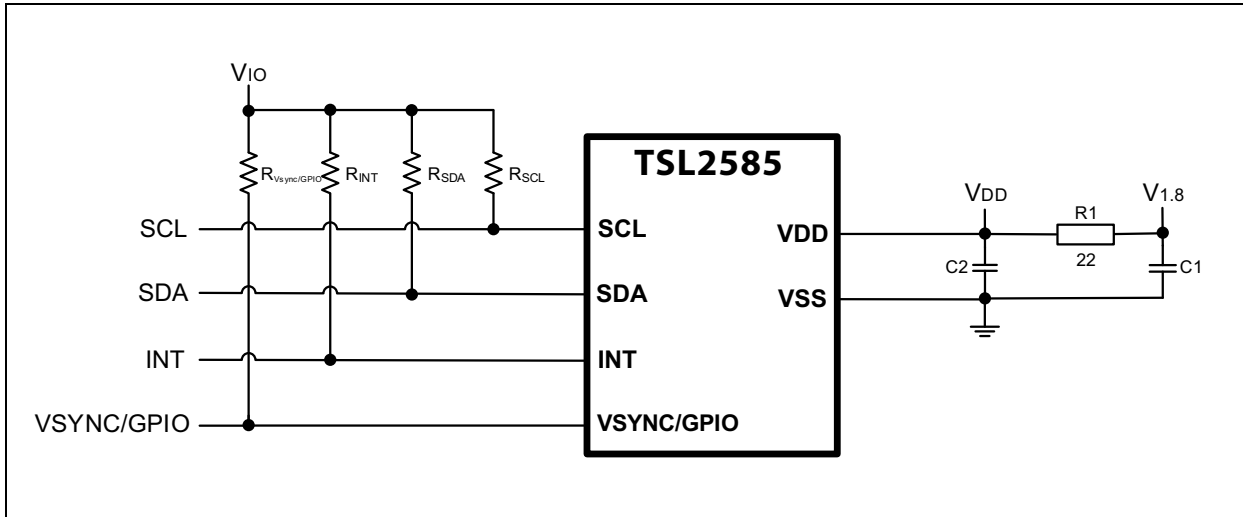 VIO
RVsync/GPIO RINT RSDA RSCL
TSL2585
VDD V1.8
R1
SCL SCL VDD
C2 22 C1
SDA SDA VSS
INT INT
VSYNC/GPIO VSYNC/GPIO